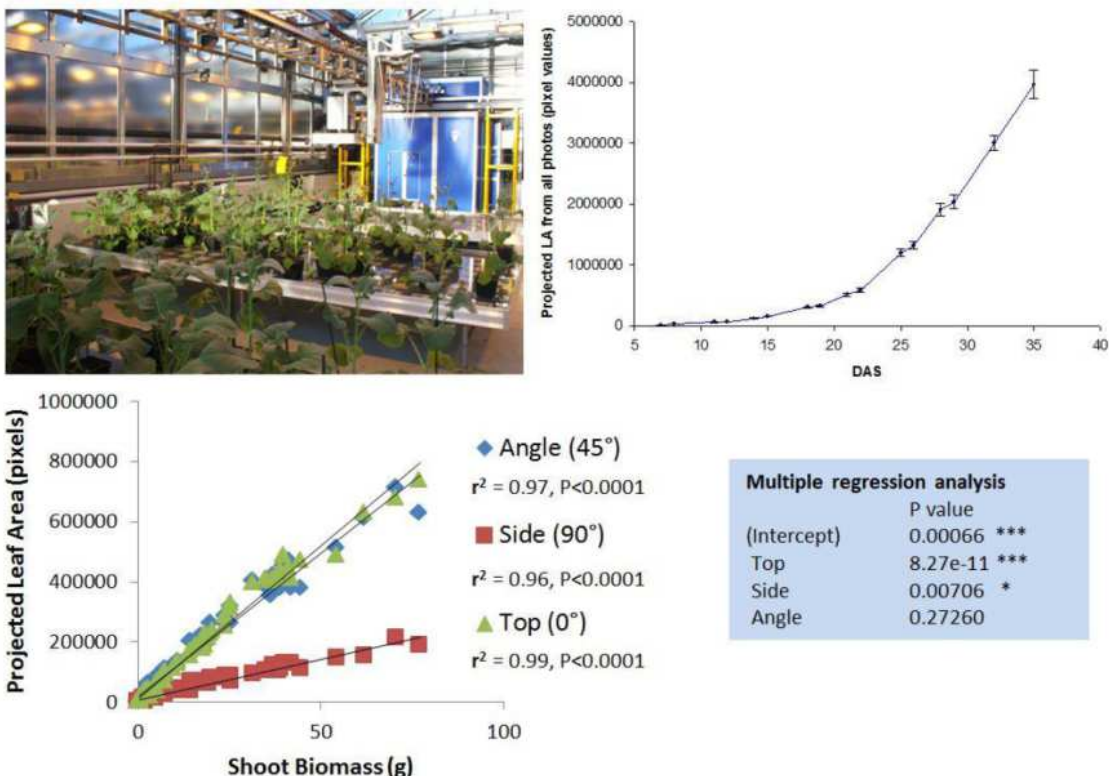 Projected LA from all photos (pixel values)
5000000
4000000
3000000
2000000
1000000
0
5 10 15 20 25 30 35 40
DAS
Projected Leaf Area (pixels)
1000000
800000
600000
400000
200000
0
0 50 100
Shoot Biomass (g)
Angle (45°)
r² = 0.97, P<0.0001
Side (90°)
r² = 0.96, P<0.0001
Top (0°)
r² = 0.99, P<0.0001
Multiple regression analysis
P value
(Intercept) 0.00066 ***
Top 8.27e-11 ***
Side 0.00706 *
Angle 0.27260